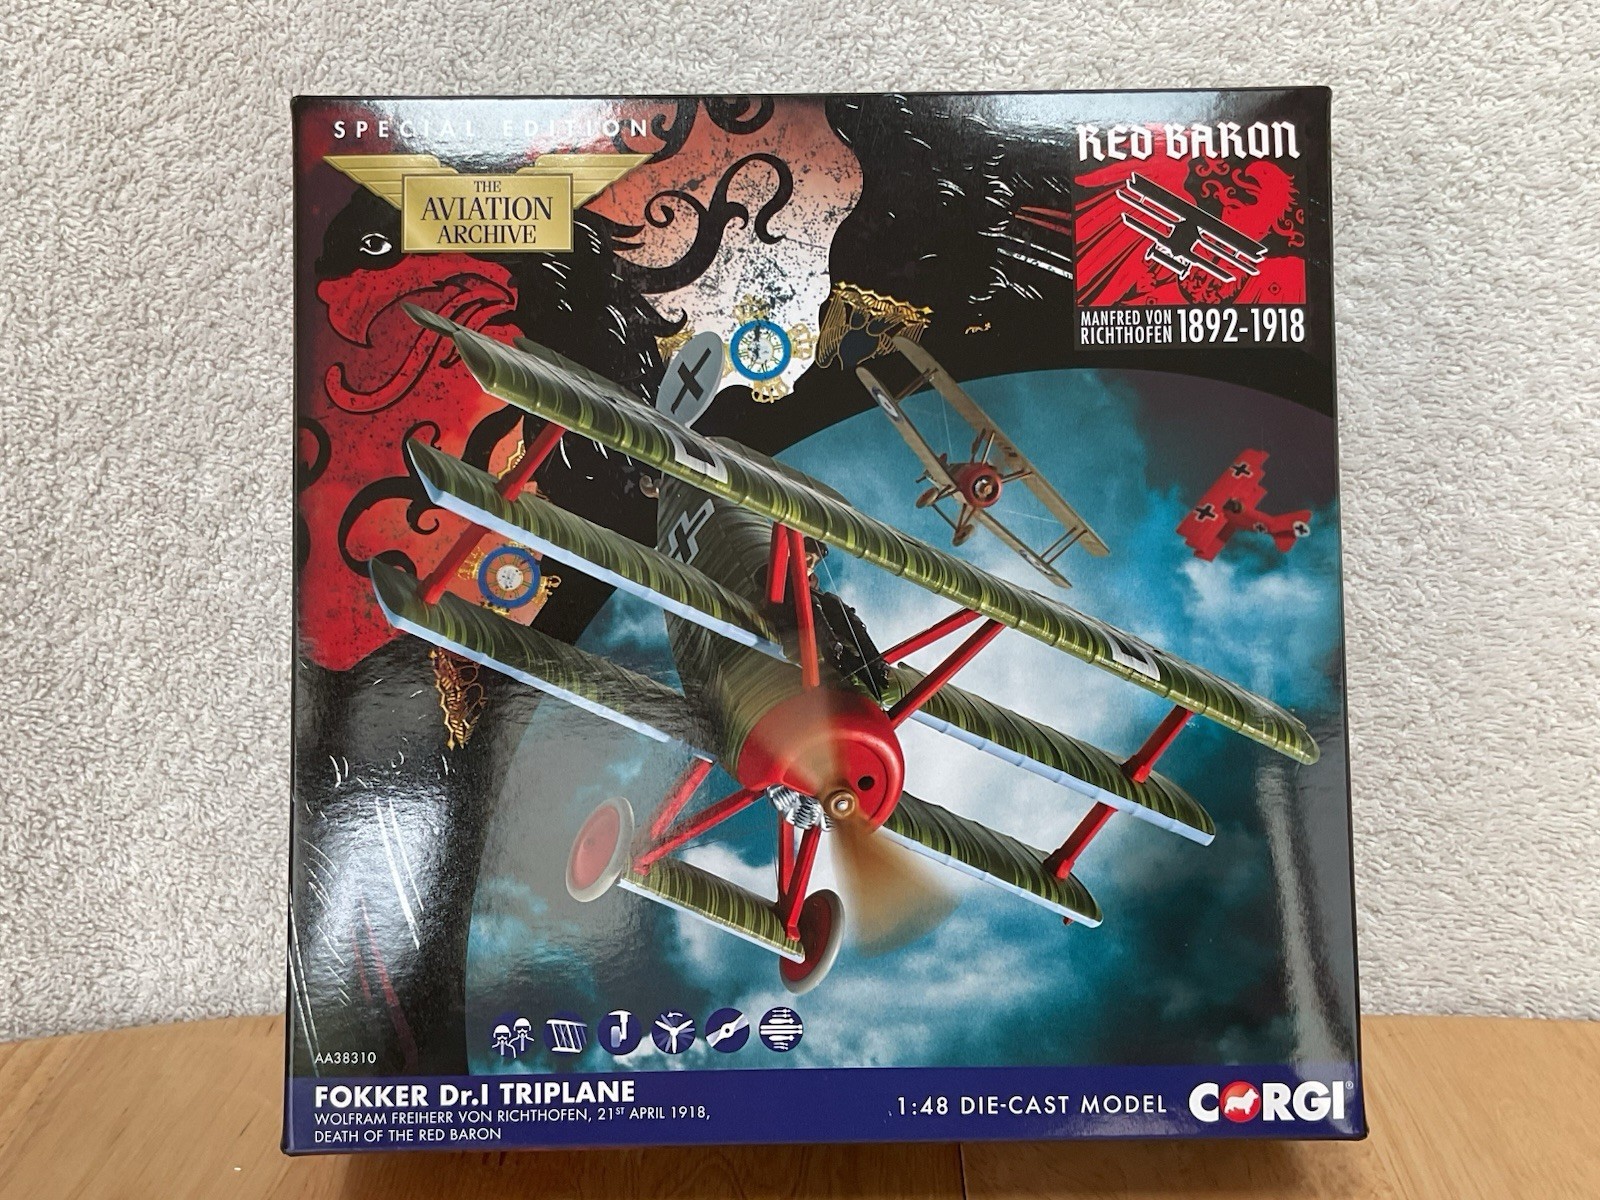 SPECIAL EDITION
THE
AVIATION
ARCHIVE
RED BARON
MANFRED VON
RICHTHOFEN 1892-1918
AA38310
FOKKER Dr.I TRIPLANE
WOLFRAM FREIHERR VON RICHTHOFEN, 21ST APRIL 1918,
DEATH OF THE RED BARON
1:48 DIE-CAST MODEL
CORGI®